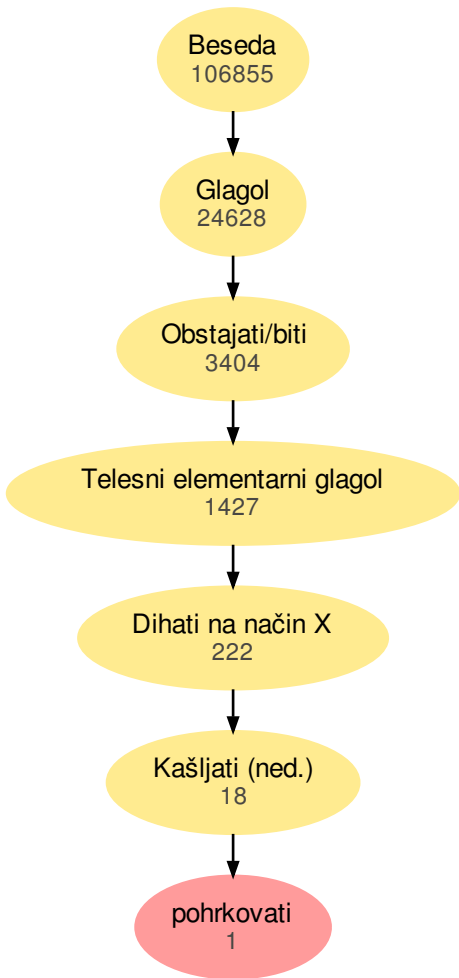 Beseda
106855
Glagol
24628
Obstajati/biti
3404
Telesni elementarni glagol
1427
Dihati na način X
222
Kašljati (ned.)
18
pohrkovati
1